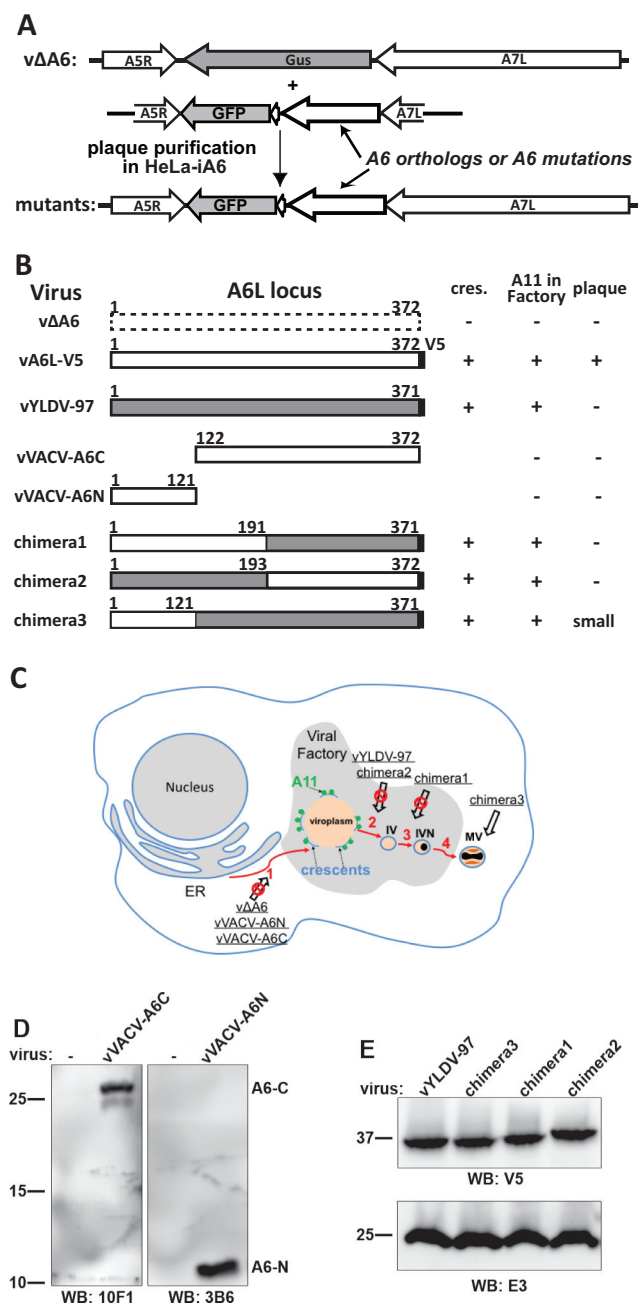 A
vΔA6:
A5R
Gus
A7L
+
A5R
GFP
A7L
plaque purification
in HeLa-iA6
A6 orthologs or A6 mutations
mutants:
A5R
GFP
A7L
B
Virus
A6L locus
cres.
A11 in
Factory
plaque
vΔA6
1
372
-
-
-
vA6L-V5
1
372
V5
+
+
+
vYLDV-97
1
371
+
+
-
vVACV-A6C
122
372
-
-
vVACV-A6N
1
121
-
-
chimera1
1
191
371
+
+
-
chimera2
1
193
372
+
+
-
chimera3
1
121
371
+
+
small
C
Nucleus
ER
Viral
Factory
A11
viroplasm
crescents
1
vΔA6
vVACV-A6N
vVACV-A6C
vYLDV-97
chimera2
2
IV
chimera1
3
IVN
4
chimera3
MV
D
virus:
-
vVACV-A6C
-
vVACV-A6N
25
15
10
A6-C
A6-N
WB: 10F1
WB: 3B6
E
virus:
vYLDV-97
chimera3
chimera1
chimera2
37
WB: V5
25
WB: E3